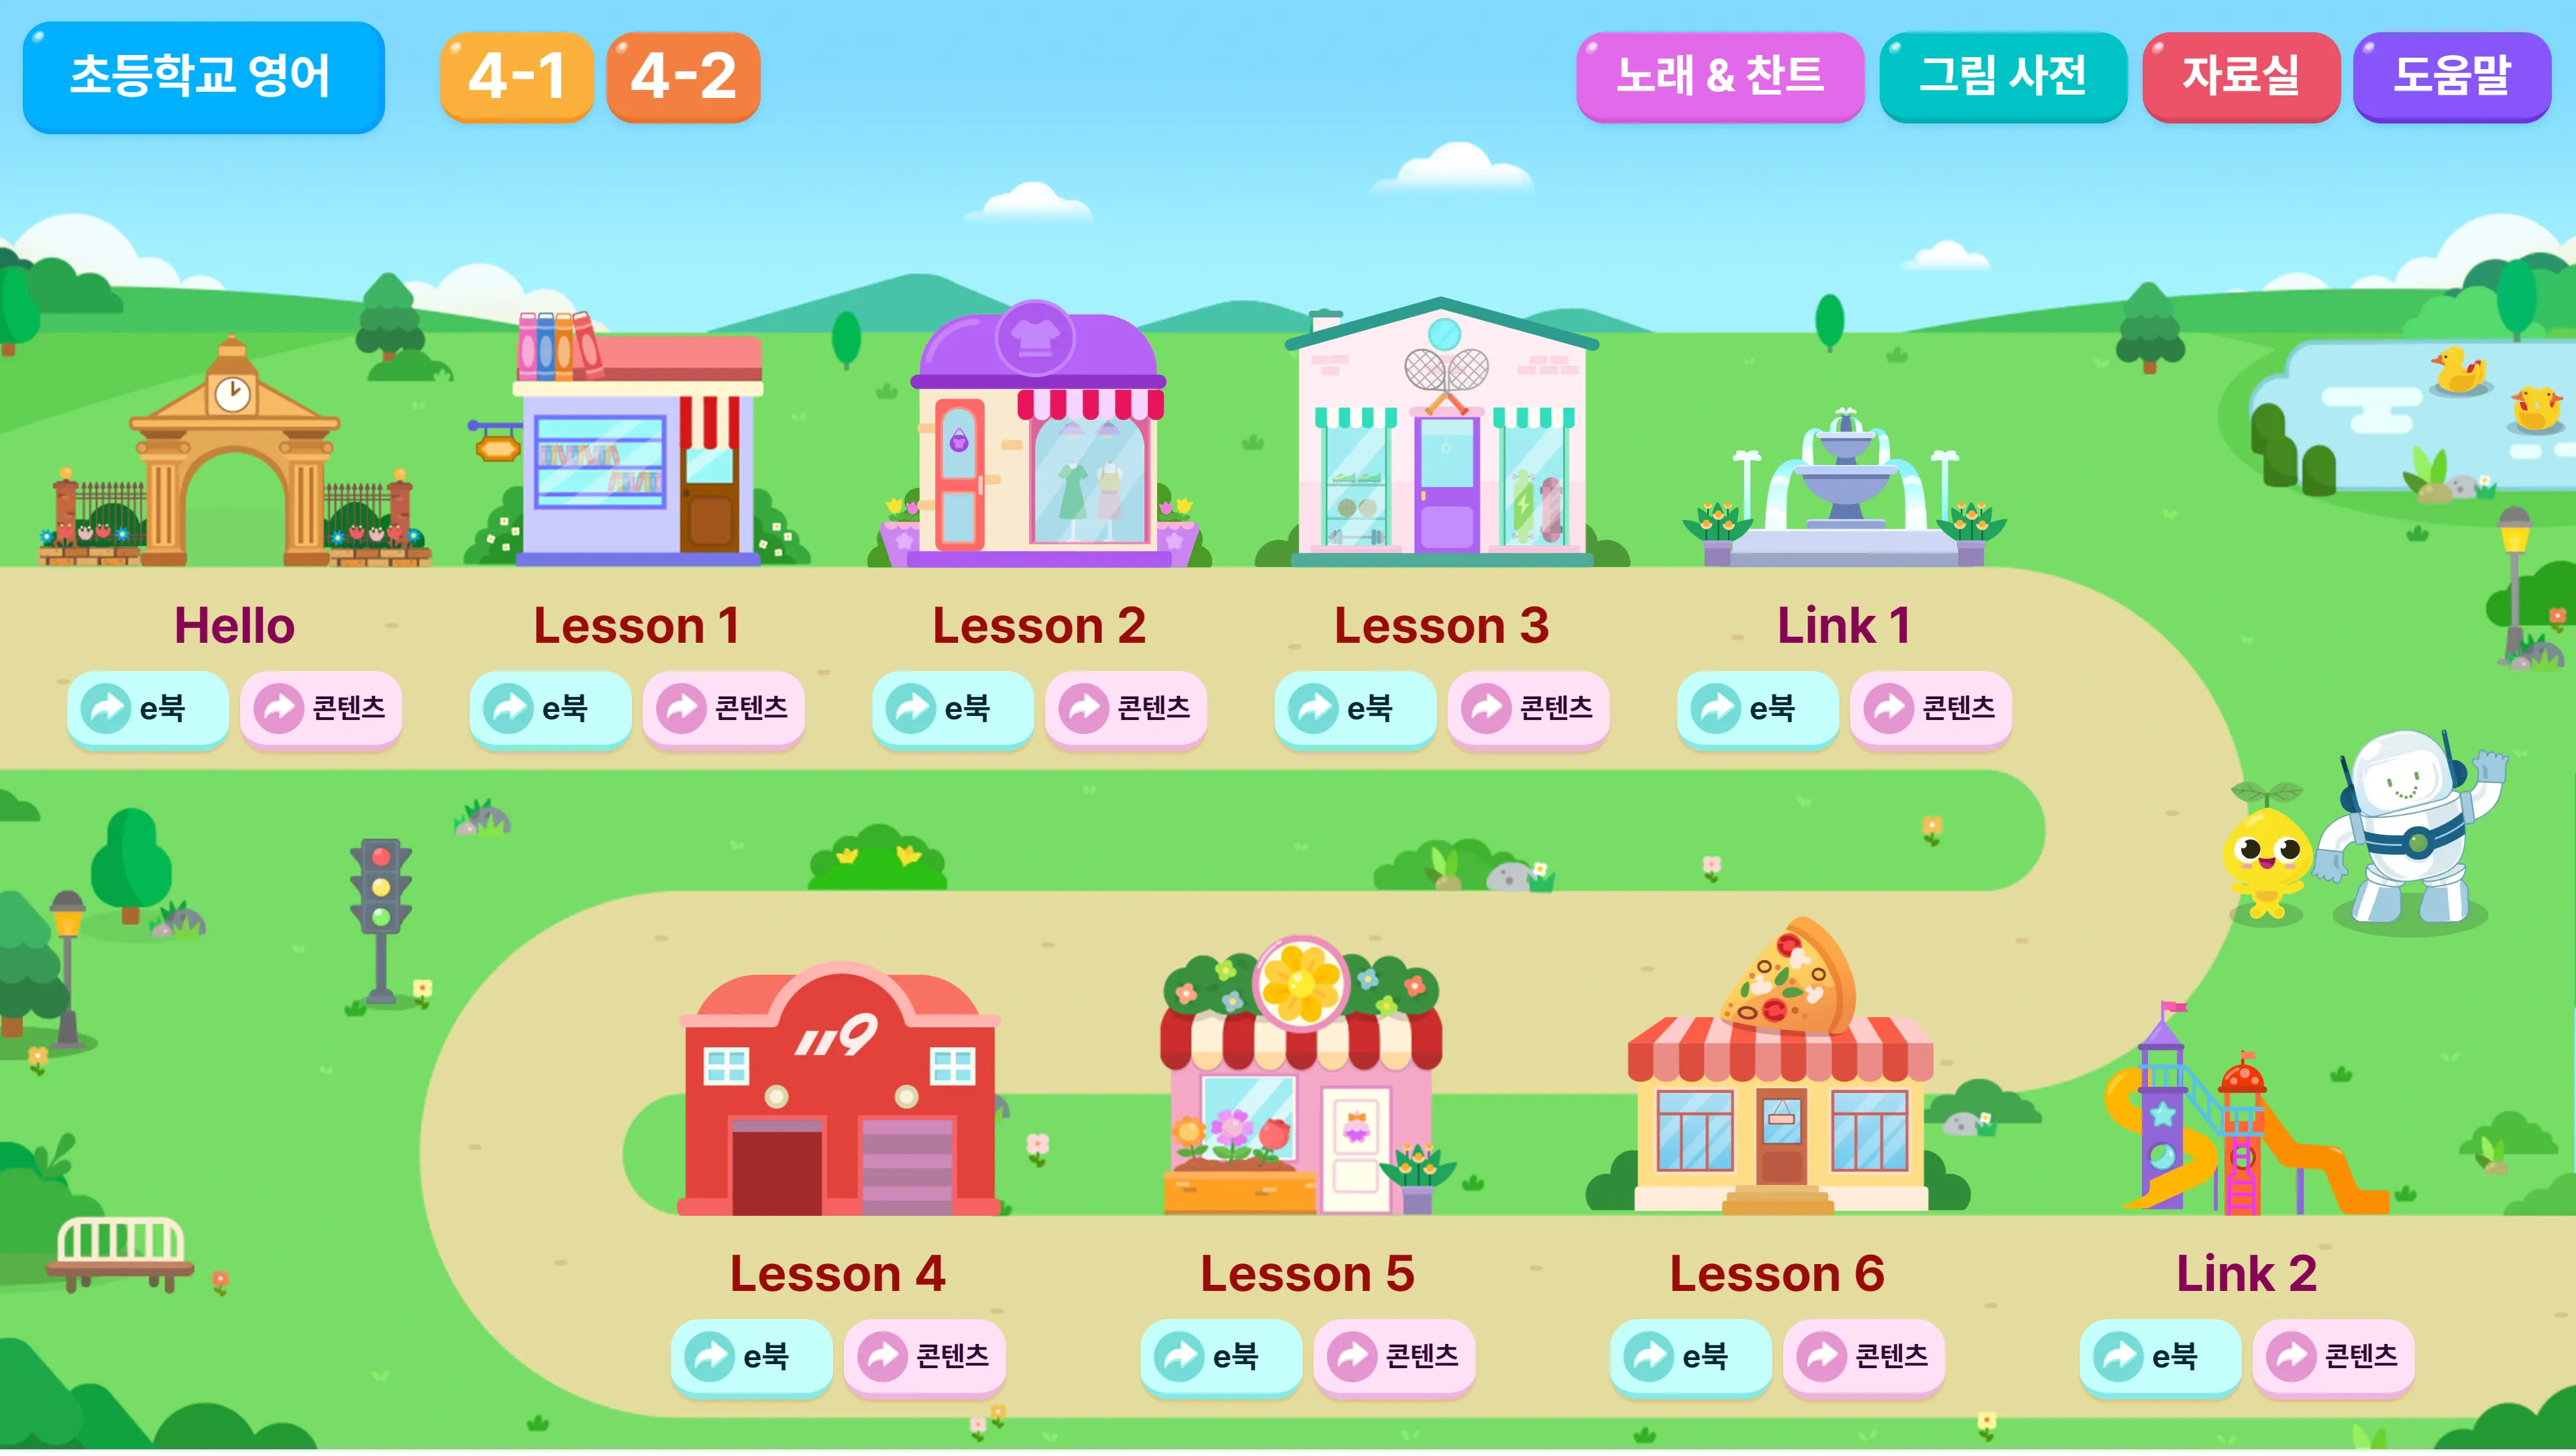 초등학교 영어
4-1
4-2
노래 & 찬트
그림 사전
자료실
도움말
Hello
Lesson 1
Lesson 2
Lesson 3
Link 1
e북
콘텐츠
e북
콘텐츠
e북
콘텐츠
e북
콘텐츠
e북
콘텐츠
119
Lesson 4
Lesson 5
Lesson 6
Link 2
e북
콘텐츠
e북
콘텐츠
e북
콘텐츠
e북
콘텐츠